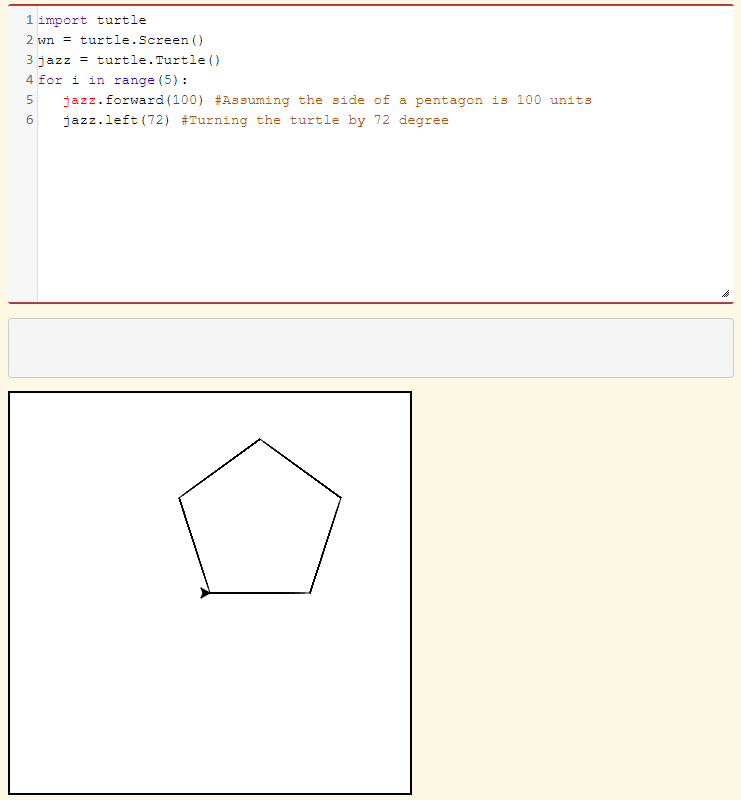 1 import turtle
2 wn = turtle.Screen()
3 jazz = turtle.Turtle()
4 for i in range(5):
5    jazz.forward(100) #Assuming the side of a pentagon is 100 units
6    jazz.left(72) #Turning the turtle by 72 degree